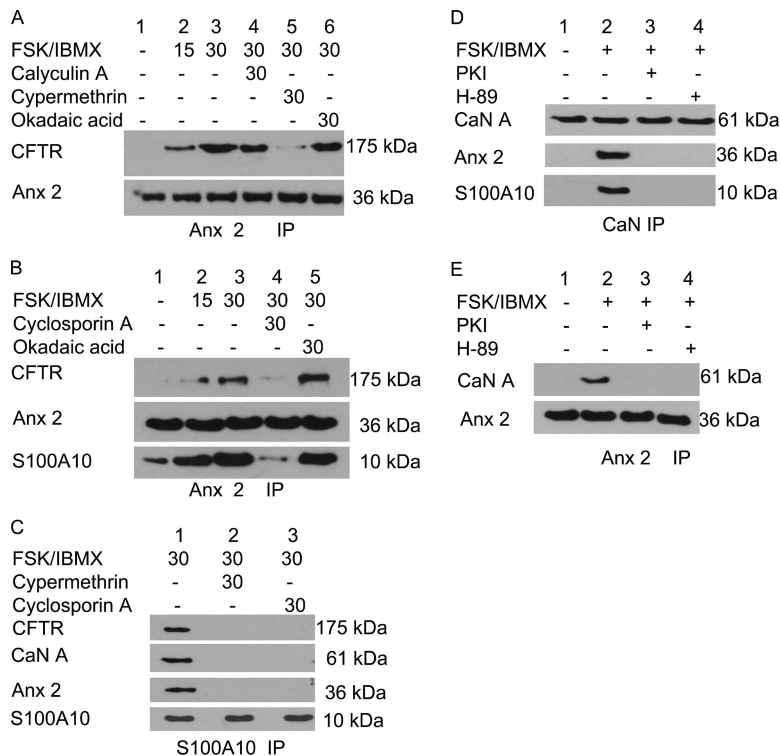 A
1 2 3 4 5 6
FSK/IBMX - 15 30 30 30 30
Calyculin A - - - 30 - -
Cypermethrin - - - - 30 -
Okadaic acid - - - - - 30
CFTR 175 kDa
Anx 2 36 kDa
Anx 2 IP
B
1 2 3 4 5
FSK/IBMX - 15 30 30 30
Cyclosporin A - - - 30 -
Okadaic acid - - - - 30
CFTR 175 kDa
Anx 2 36 kDa
S100A10 10 kDa
Anx 2 IP
C
1 2 3
FSK/IBMX 30 30 30
Cypermethrin - 30 -
Cyclosporin A - - 30
CFTR 175 kDa
CaN A 61 kDa
Anx 2 36 kDa
S100A10 10 kDa
S100A10 IP
D
1 2 3 4
FSK/IBMX - + + +
PKI - - + -
H-89 - - - +
CaN A 61 kDa
Anx 2 36 kDa
S100A10 10 kDa
CaN IP
E
1 2 3 4
FSK/IBMX - + + +
PKI - - + -
H-89 - - - +
CaN A 61 kDa
Anx 2 36 kDa
Anx 2 IP